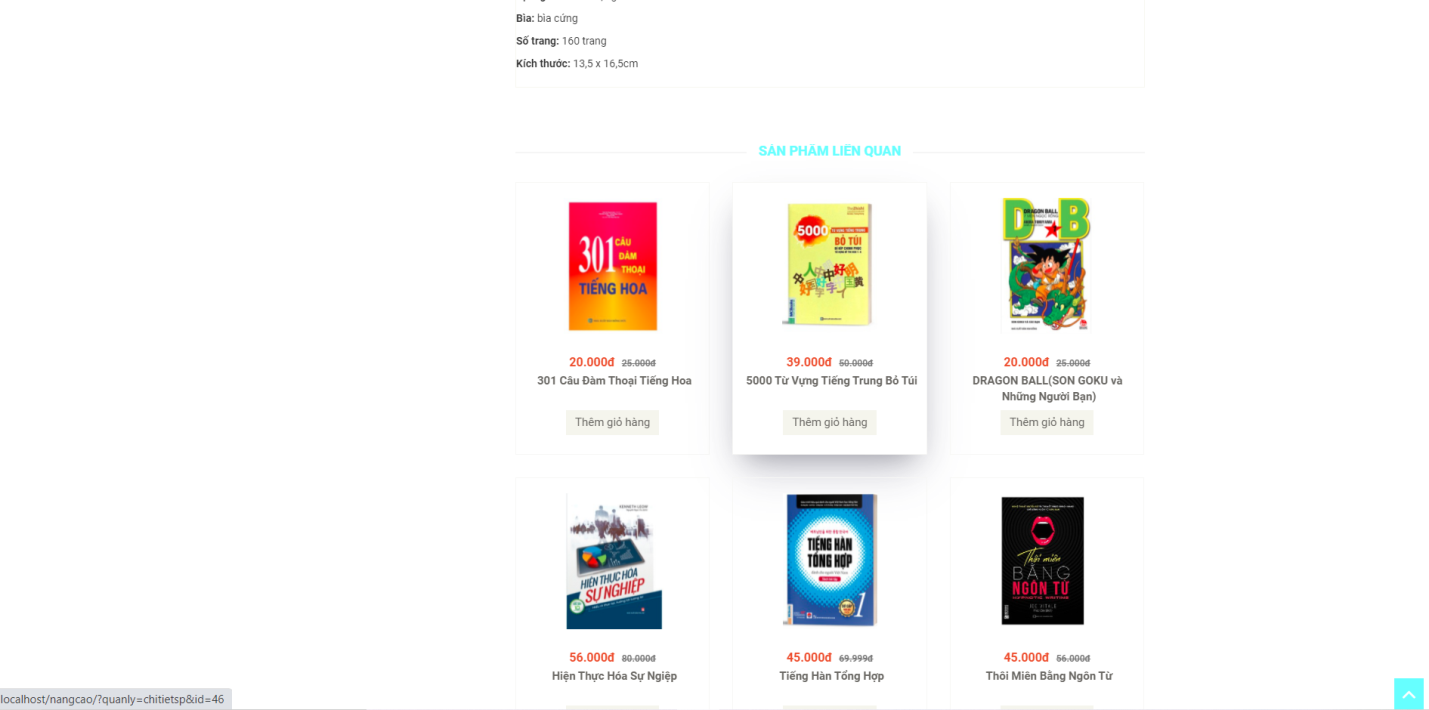 Bìa: bìa cứng
Số trang: 160 trang
Kích thước: 13,5 x 16,5cm
SẢN PHẨM LIÊN QUAN
301 CÂU
ĐÀM
THOẠI
TIẾNG HOA
5000
BỎ TÚI
DRAGON BALL
20.000đ 25.000đ
39.000đ 50.000đ
20.000đ 25.000đ
301 Câu Đàm Thoại Tiếng Hoa
5000 Từ Vựng Tiếng Trung Bỏ Túi
DRAGON BALL(SON GOKU và
Những Người Bạn)
Thêm giỏ hàng
Thêm giỏ hàng
Thêm giỏ hàng
HIỆN THỰC HÓA
SỰ NGHIỆP
TIẾNG HÀN
TỔNG HỢP
1
Thôi miên
BẰNG
NGÔN TỪ
56.000đ 80.000đ
45.000đ 69.999đ
45.000đ 56.000đ
Hiện Thực Hóa Sự Ngiệp
Tiếng Hàn Tổng Hợp
Thôi Miên Bằng Ngôn Từ
localhost/nangcao/?quanly=chitietsp&id=46